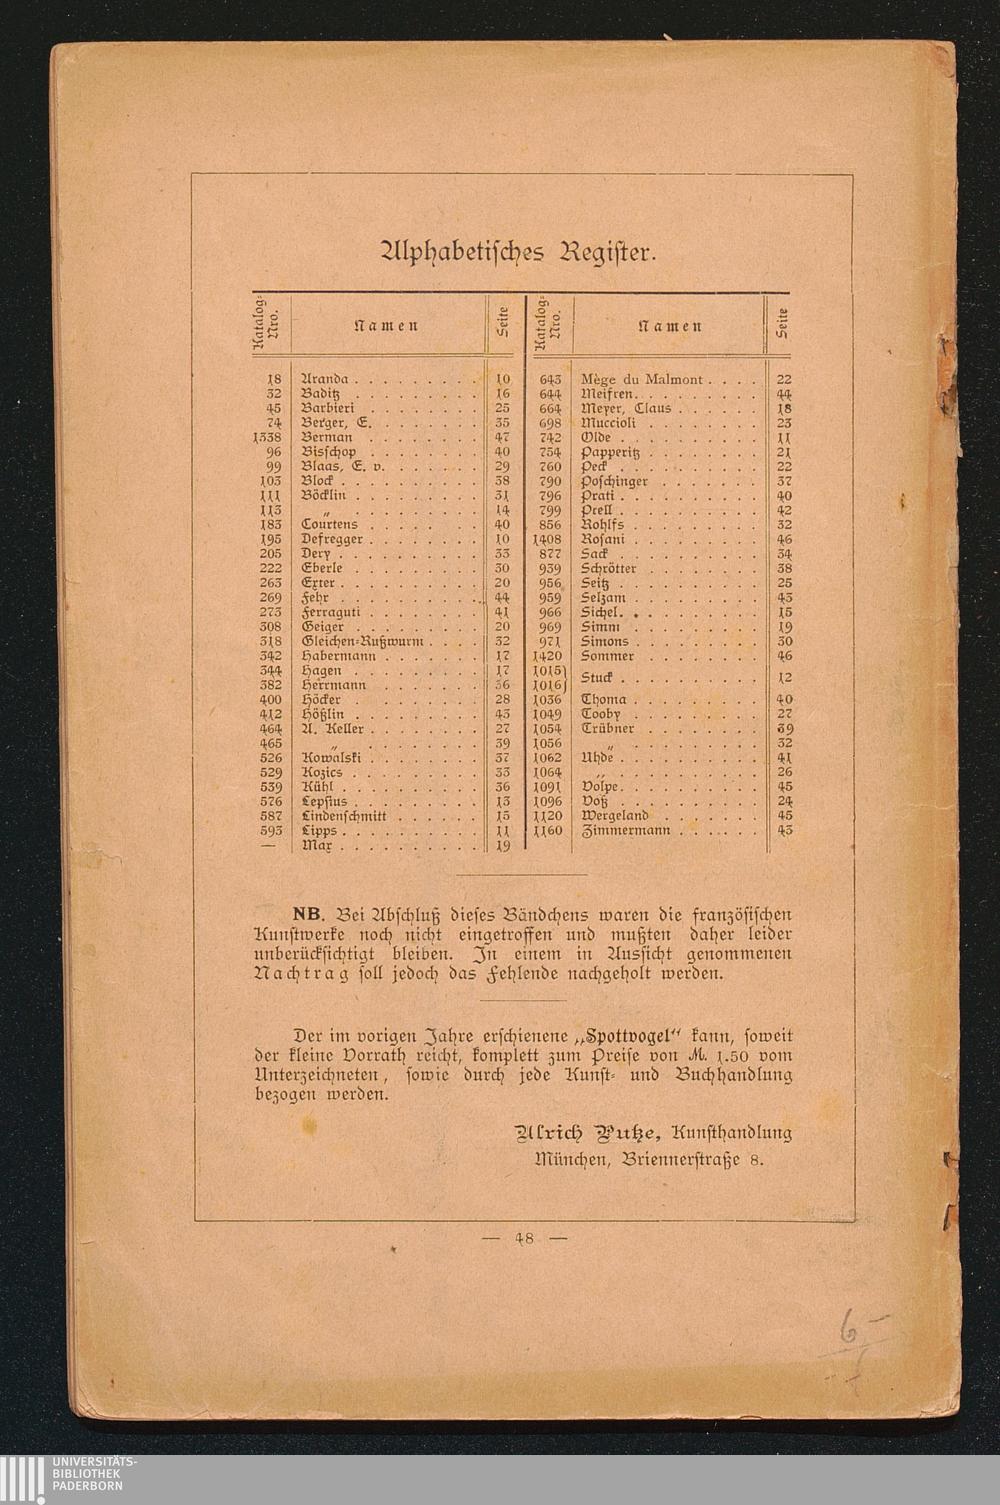 Alphabetisches Register.
Katalog-Nro. Namen Seite
18 Aranda . . . . . . . . . 10
32 Baditz . . . . . . . . . 16
45 Barbieri . . . . . . . . 25
74 Berger, E. . . . . . . . 35
1338 Berman . . . . . . . . 47
96 Bisschop . . . . . . . . 40
99 Blaas, E. v. . . . . . . 29
103 Block . . . . . . . . . 38
111 Böcklin . . . . . . . . 31
113 „ . . . . . . . . 14
183 Courtens . . . . . . . . 40
195 Defregger . . . . . . . . 10
205 Dery . . . . . . . . . . 33
222 Eberle . . . . . . . . . 30
263 Exter . . . . . . . . . 20
269 Fehr . . . . . . . . . . 44
273 Ferraguti . . . . . . . . 41
308 Geiger . . . . . . . . . 20
318 Gleichen-Rußwurm . . . . 32
342 Habermann . . . . . . . 17
344 Hagen . . . . . . . . . 17
382 Herrmann . . . . . . . 36
400 Höcker . . . . . . . . 28
412 Hößlin . . . . . . . . . 43
464 A. Keller . . . . . . . . 27
465 „ . . . . . . . . 39
526 Kowalski . . . . . . . . 37
529 Kozics . . . . . . . . . 33
539 Kühl . . . . . . . . . . 36
576 Lepsius . . . . . . . . . 13
587 Lindenschmitt . . . . . . 15
593 Lipps . . . . . . . . . . 11
— Max . . . . . . . . . . 19
Katalog-Nro. Namen Seite
643 Mège du Malmont . . . . 22
644 Meifren . . . . . . . . . 44
664 Meyer, Claus . . . . . . 18
698 Muccioli . . . . . . . . 23
742 Olde . . . . . . . . . . 11
754 Papperitz . . . . . . . . 21
760 Peck . . . . . . . . . . 22
790 Poschinger . . . . . . . 37
796 Prati . . . . . . . . . . 40
799 Prell . . . . . . . . . . 42
856 Rohlfs . . . . . . . . . 32
1408 Rosani . . . . . . . . . 46
877 Sack . . . . . . . . . . 34
939 Schrötter . . . . . . . . 38
956 Seitz . . . . . . . . . . 25
959 Selzam . . . . . . . . . 43
966 Sichel . . . . . . . . . . 15
969 Simm . . . . . . . . . 19
971 Simons . . . . . . . . . 30
1420 Sommer . . . . . . . . 46
1015}
1016} Stuck . . . . . . . . . . 12
1036 Thoma . . . . . . . . . 40
1049 Tooby . . . . . . . . . 27
1054 Trübner . . . . . . . . 39
1056 „ . . . . . . . . . 32
1062 Uhde . . . . . . . . . . 41
1064 „ . . . . . . . . . 26
1091 Volpe . . . . . . . . . . 45
1096 Voß . . . . . . . . . . 24
1120 Wergeland . . . . . . . 45
1160 Zimmermann . . . . . . 43
NB. Bei Abschluß dieses Bändchens waren die französischen
Kunstwerke noch nicht eingetroffen und mußten daher leider
unberücksichtigt bleiben. In einem in Aussicht genommenen
Nachtrag soll jedoch das Fehlende nachgeholt werden.
Der im vorigen Jahre erschienene „Spottvogel“ kann, soweit
der kleine Vorrath reicht, komplett zum Preise von M. 1.50 vom
Unterzeichneten, sowie durch jede Kunst- und Buchhandlung
bezogen werden.
Ulrich Putze, Kunsthandlung
München, Briennerstraße 8.
— 48 —
6 –
UNIVERSITÄTS-
BIBLIOTHEK
PADERBORN